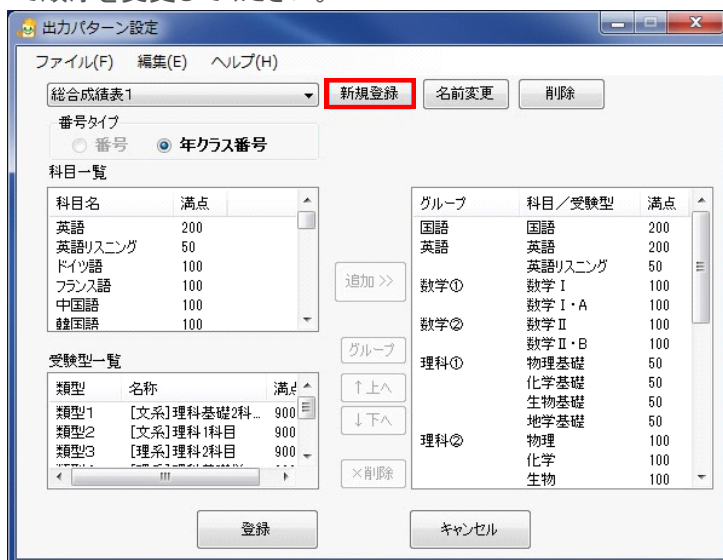 出力パターン設定
ファイル(F) 編集(E) ヘルプ(H)
総合成績表1 新規登録 名前変更 削除
番号タイプ
番号 年クラス番号
科目一覧
科目名 満点
英語 200
英語リスニング 50
ドイツ語 100
フランス語 100
中国語 100
韓国語 100
受験型一覧
類型 名称
類型1 [文系]理科基礎2科... 900
類型2 [文系]理科1科目 900
類型3 [理系]理科2科目 900
追加 >>
グループ
↑上へ
↓下へ
×削除
グループ 科目／受験型 満点
国語 国語 200
英語 英語 200
英語リスニング 50
数学① 数学Ⅰ 100
数学Ⅰ・A 100
数学② 数学Ⅱ 100
数学Ⅱ・B 100
理科① 物理基礎 50
化学基礎 50
生物基礎 50
地学基礎 50
理科② 物理 100
化学 100
生物 100
登録 キャンセル